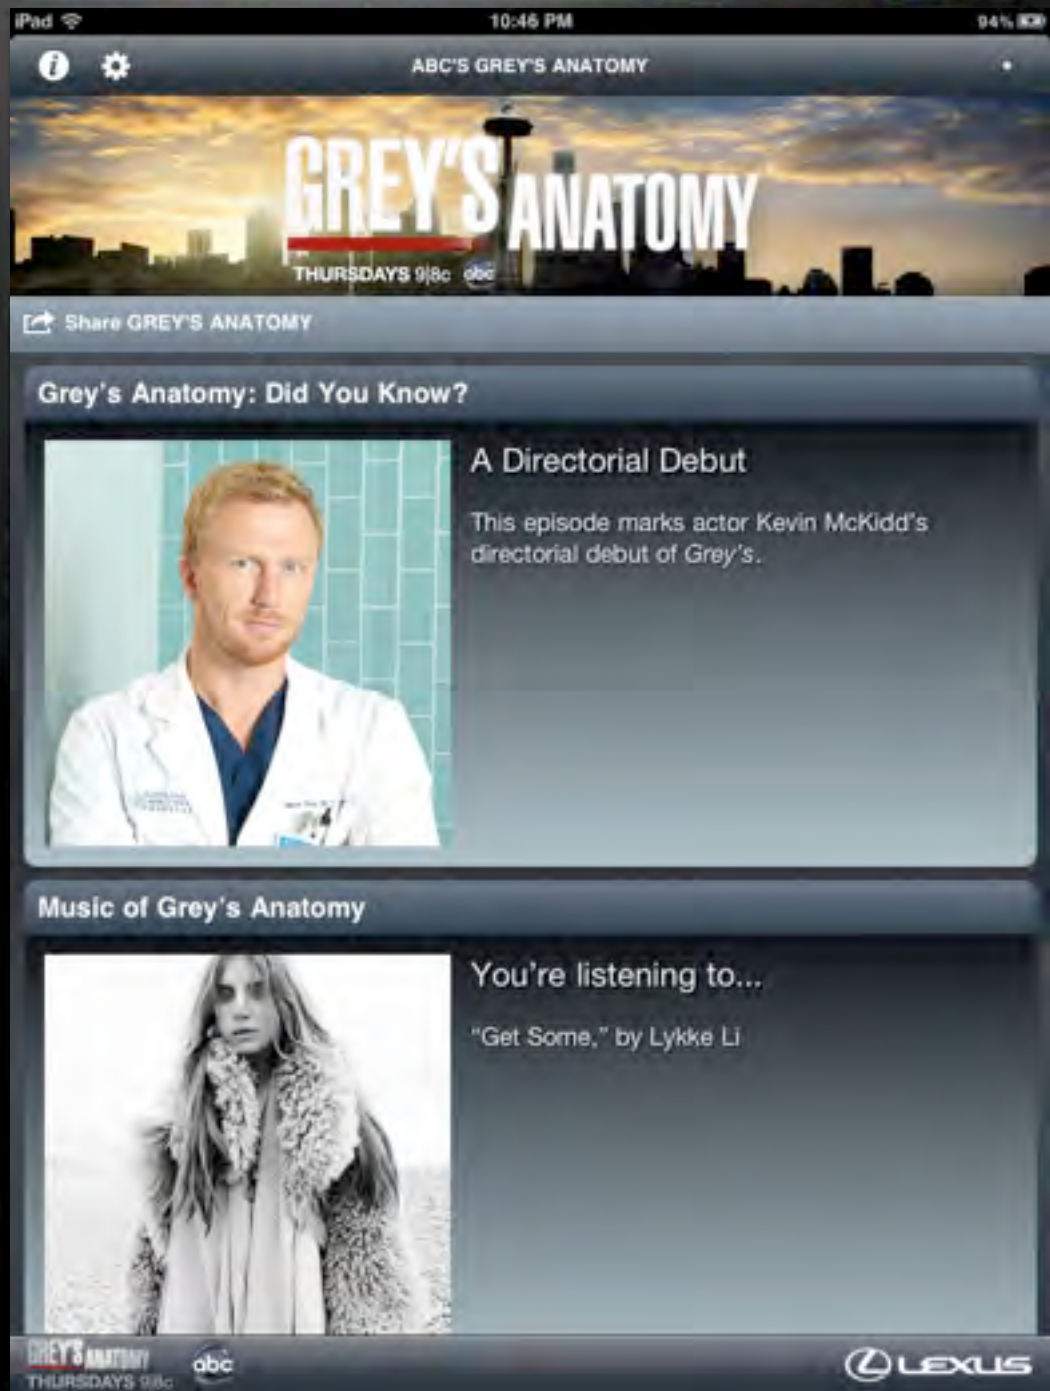 iPad 10:46 PM 94%
ABC'S GREY'S ANATOMY
GREY'S ANATOMY
THURSDAYS 9|8c abc
Share GREY'S ANATOMY
Grey's Anatomy: Did You Know?
A Directorial Debut
This episode marks actor Kevin McKidd's
directorial debut of Grey's.
Music of Grey's Anatomy
You're listening to...
"Get Some," by Lykke Li
GREY'S ANATOMY
THURSDAYS 9|8c
abc
LEXUS